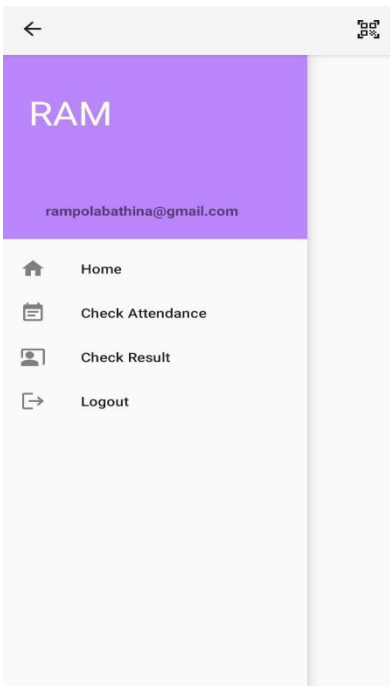 RAM
rampolabathina@gmail.com
Home
Check Attendance
Check Result
Logout